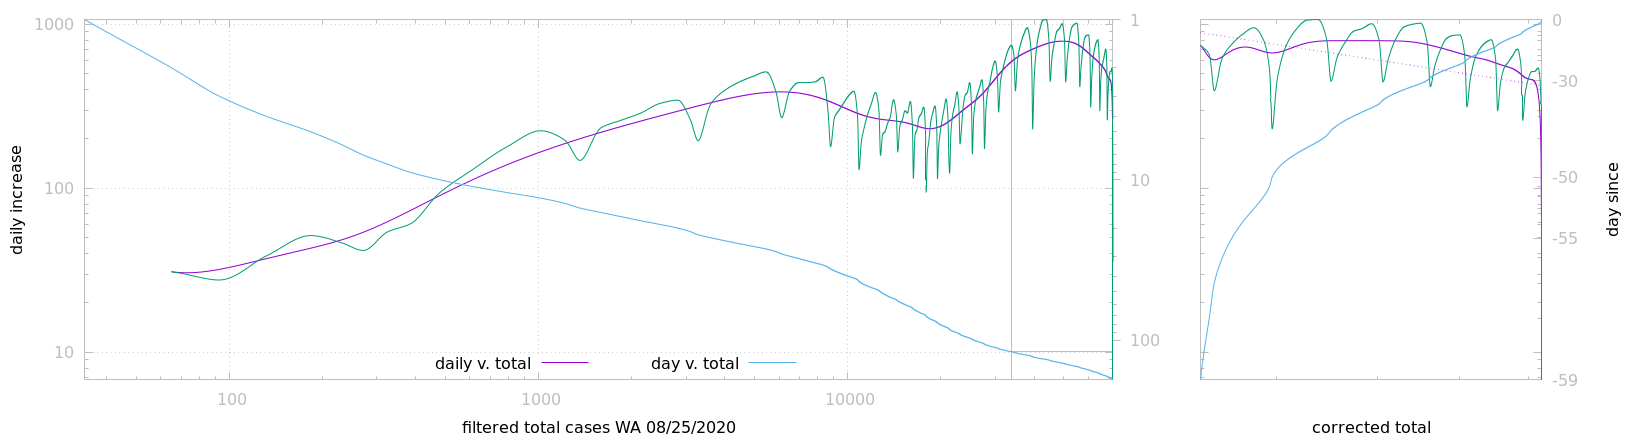 1000
100
10
daily increase
100
1000
10000
filtered total cases WA 08/25/2020
daily v. total
day v. total
1
10
100
0
-30
-50
-55
-59
day since
corrected total